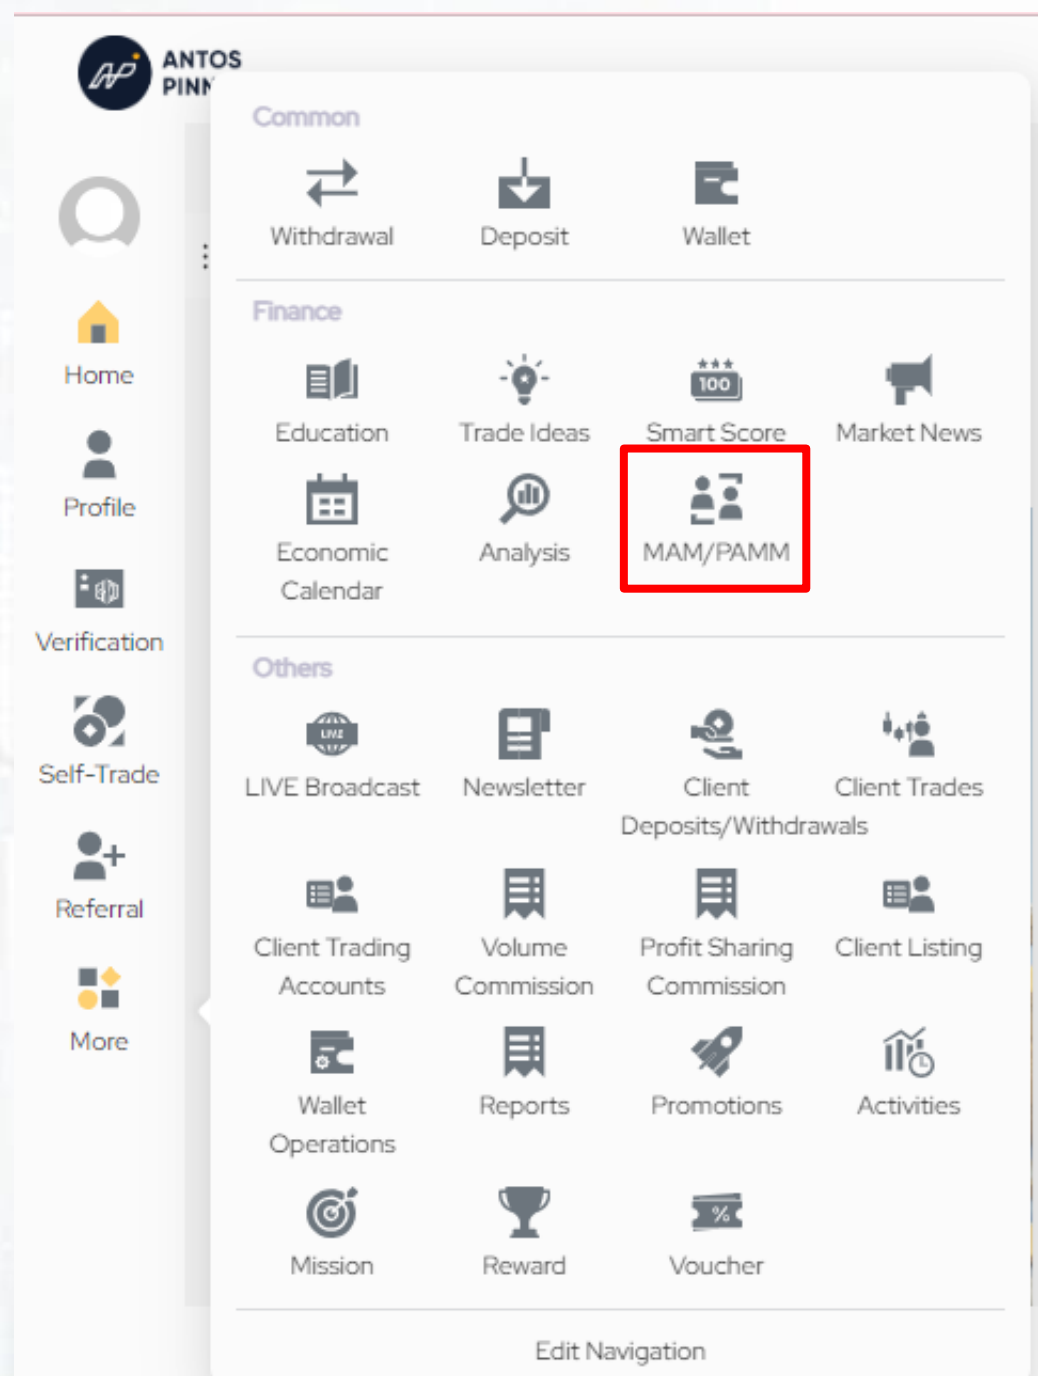 ANTOS
PINN
Common
Withdrawal Deposit Wallet
Finance
100
Education Trade Ideas Smart Score Market News
Economic Analysis MAM/PAMM
Calendar
Others
LIVE
LIVE Broadcast Newsletter Client Client Trades
Deposits/Withdrawals
Client Trading Volume Profit Sharing Client Listing
Accounts Commission Commission
Wallet Reports Promotions Activities
Operations
%
Mission Reward Voucher
Edit Navigation
Home
Profile
Verification
Self-Trade
Referral
More